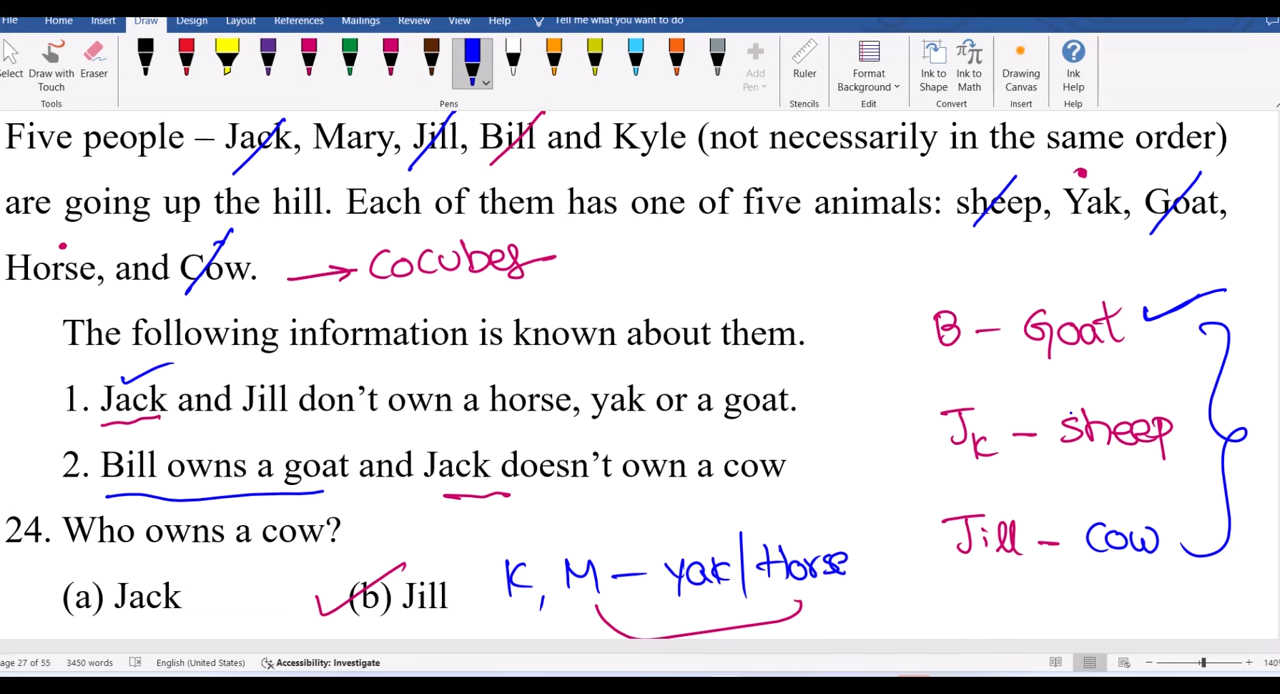 File Home Insert Draw Design Layout References Mailings Review View Help Tell me what you want to do
Select Draw with Touch Eraser Add Pen Ruler Format Background Ink to Shape Ink to Math Drawing Canvas Ink Help
Tools Pens Stencils Edit Convert Insert Help
Five people – Jack, Mary, Jill, Bill and Kyle (not necessarily in the same order)
are going up the hill. Each of them has one of five animals: sheep, Yak, Goat,
Horse, and Cow. → Cocubes
The following information is known about them.
B – Goat
1. Jack and Jill don't own a horse, yak or a goat.
JK – sheep
2. Bill owns a goat and Jack doesn't own a cow
24. Who owns a cow?
Jill – cow
K, M – yak/Horse
(a) Jack (b) Jill
Page 27 of 55 3450 words English (United States) Accessibility: Investigate 140%